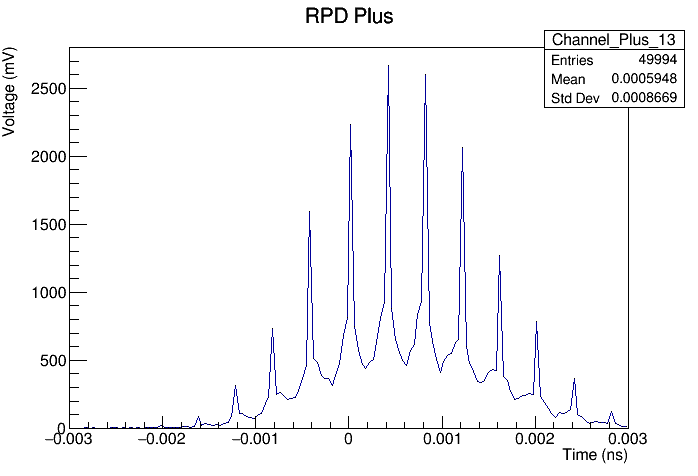 RPD Plus
Channel_Plus_13
Entries 49994
Mean 0.0005948
Std Dev 0.0008669
Voltage (mV)
2500
2000
1500
1000
500
0
−0.003 −0.002 −0.001 0 0.001 0.002 0.003
Time (ns)